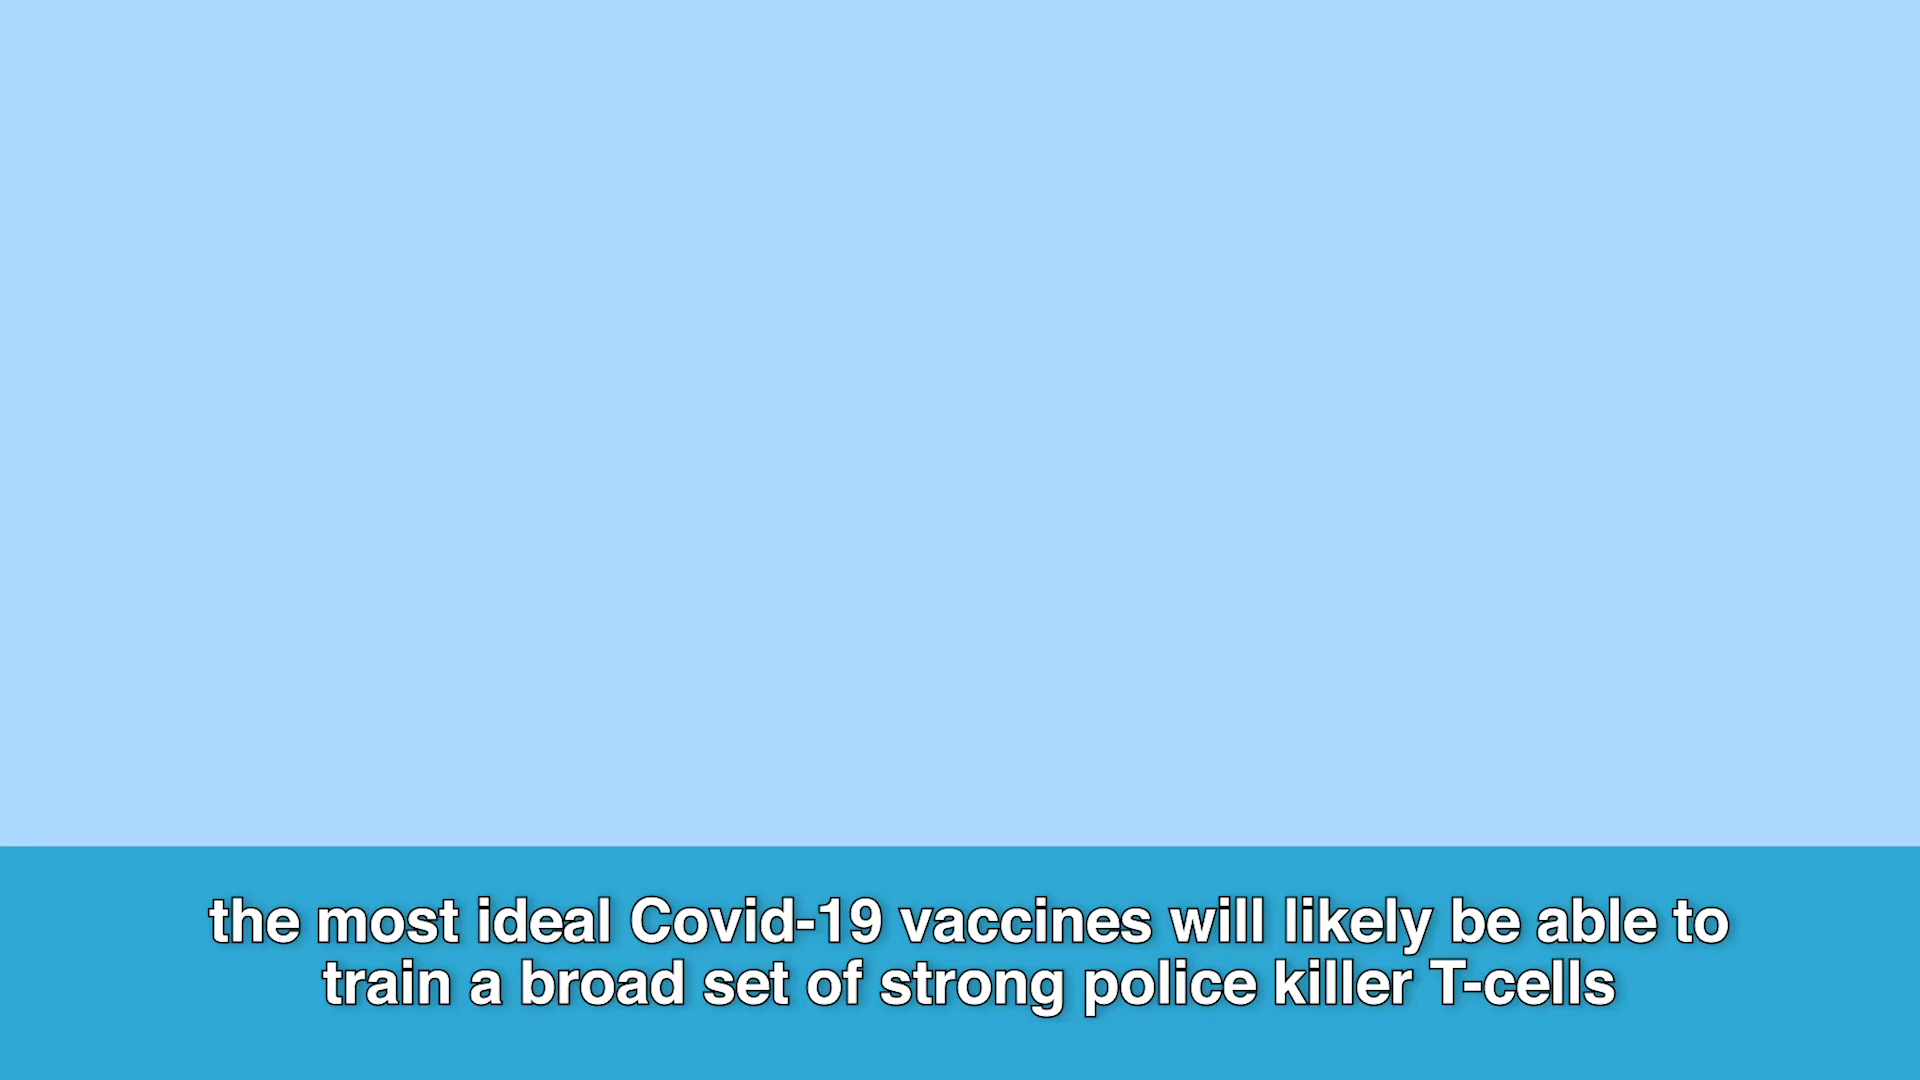 the most ideal Covid-19 vaccines will likely be able to
train a broad set of strong police killer T-cells